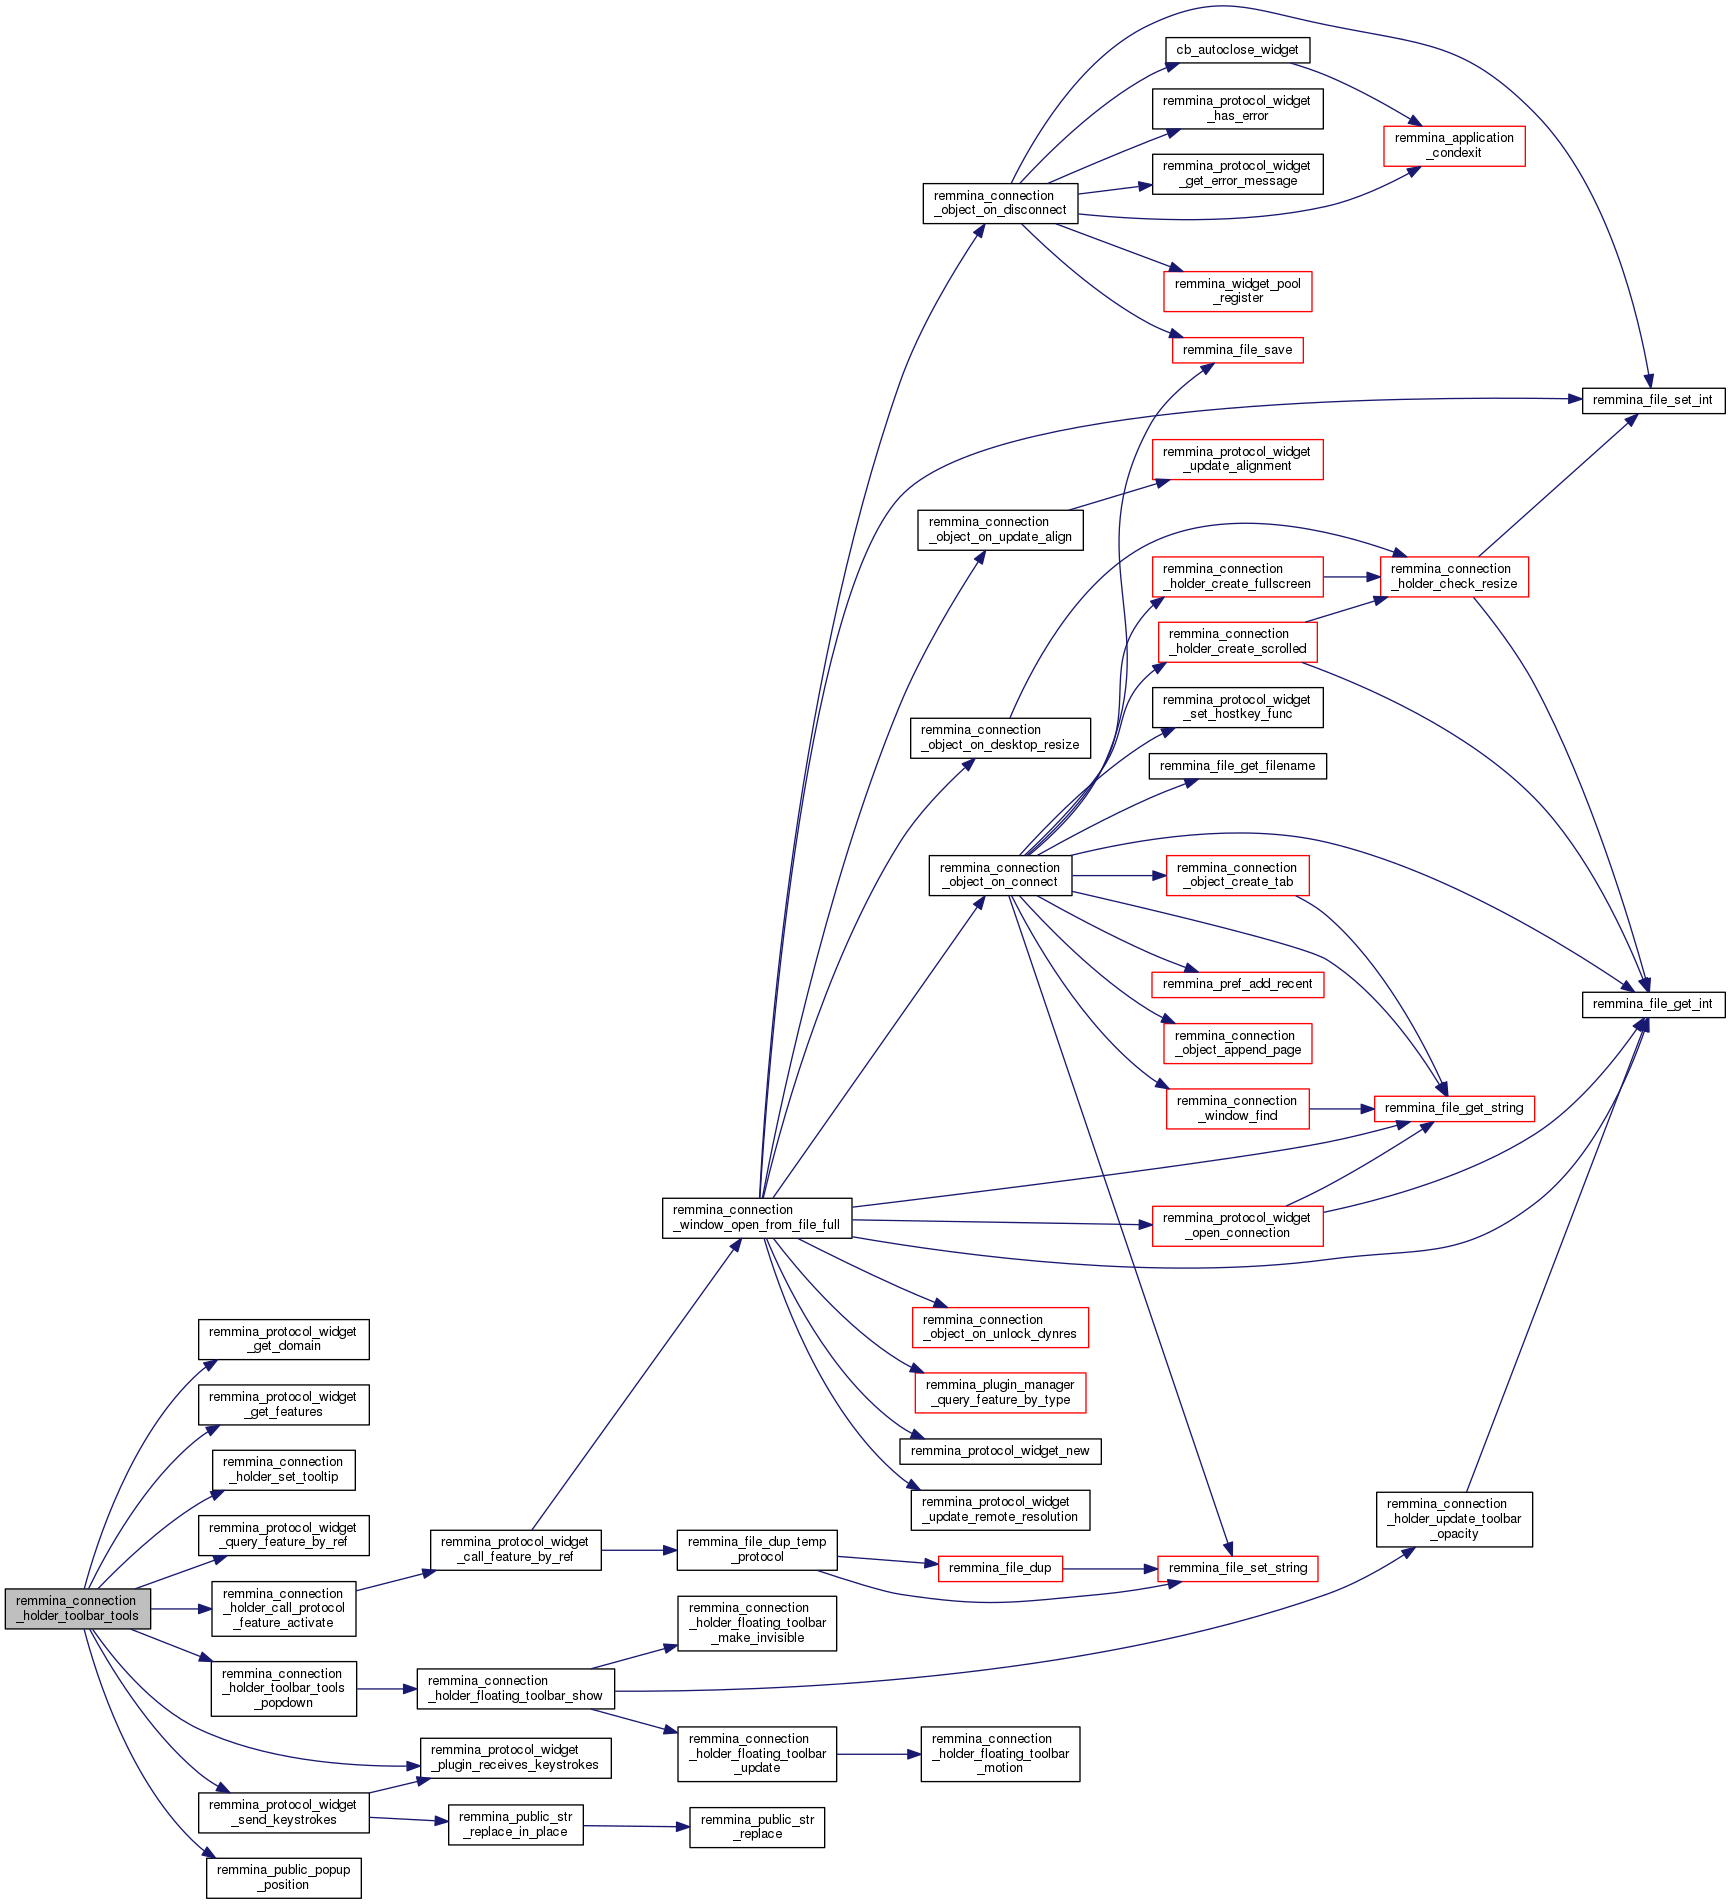 cb_autoclose_widget
remmina_protocol_widget
_has_error
remmina_application
_condexit
remmina_protocol_widget
_get_error_message
remmina_connection
_object_on_disconnect
remmina_widget_pool
_register
remmina_file_save
remmina_file_set_int
remmina_protocol_widget
_update_alignment
remmina_connection
_object_on_update_align
remmina_connection
_holder_create_fullscreen
remmina_connection
_holder_check_resize
remmina_connection
_holder_create_scrolled
remmina_protocol_widget
_set_hostkey_func
remmina_connection
_object_on_desktop_resize
remmina_file_get_filename
remmina_connection
_object_on_connect
remmina_connection
_object_create_tab
remmina_pref_add_recent
remmina_file_get_int
remmina_connection
_object_append_page
remmina_connection
_window_find
remmina_file_get_string
remmina_connection
_window_open_from_file_full
remmina_protocol_widget
_open_connection
remmina_connection
_object_on_unlock_dynres
remmina_protocol_widget
_get_domain
remmina_plugin_manager
_query_feature_by_type
remmina_protocol_widget
_get_features
remmina_protocol_widget_new
remmina_connection
_holder_set_tooltip
remmina_protocol_widget
_update_remote_resolution
remmina_connection
_holder_update_toolbar
_opacity
remmina_protocol_widget
_query_feature_by_ref
remmina_protocol_widget
_call_feature_by_ref
remmina_file_dup_temp
_protocol
remmina_file_dup
remmina_file_set_string
remmina_connection
_holder_toolbar_tools
remmina_connection
_holder_call_protocol
_feature_activate
remmina_connection
_holder_floating_toolbar
_make_invisible
remmina_connection
_holder_toolbar_tools
_popdown
remmina_connection
_holder_floating_toolbar_show
remmina_connection
_holder_floating_toolbar
_update
remmina_connection
_holder_floating_toolbar
_motion
remmina_protocol_widget
_plugin_receives_keystrokes
remmina_protocol_widget
_send_keystrokes
remmina_public_str
_replace_in_place
remmina_public_str
_replace
remmina_public_popup
_position